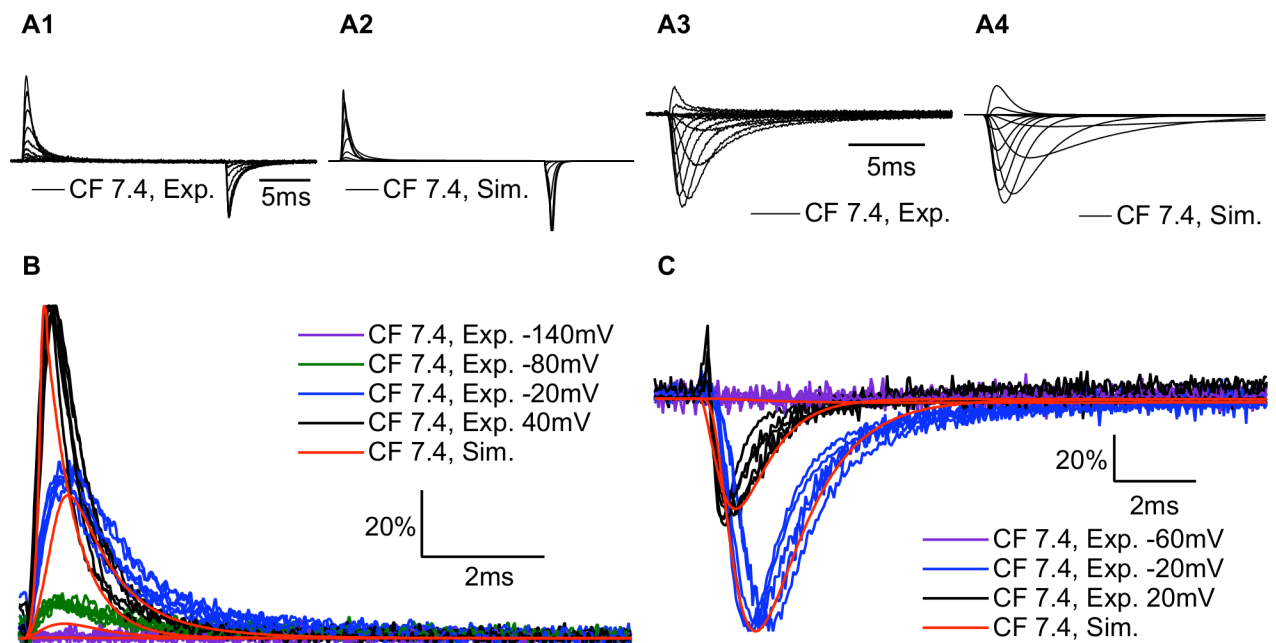 A1
A2
A3
A4
CF 7.4, Exp.
5ms
CF 7.4, Sim.
5ms
CF 7.4, Exp.
CF 7.4, Sim.
B
CF 7.4, Exp. -140mV
CF 7.4, Exp. -80mV
CF 7.4, Exp. -20mV
CF 7.4, Exp. 40mV
CF 7.4, Sim.
20%
2ms
C
20%
2ms
CF 7.4, Exp. -60mV
CF 7.4, Exp. -20mV
CF 7.4, Exp. 20mV
CF 7.4, Sim.